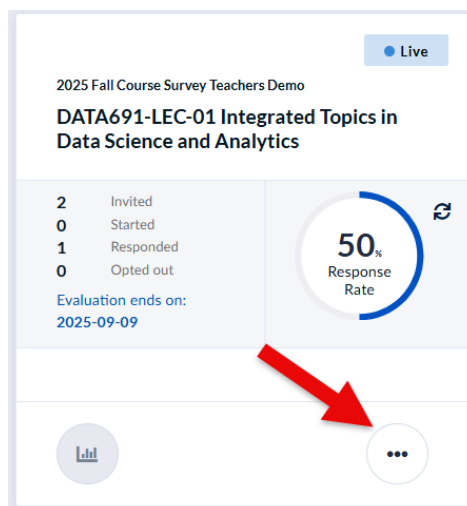 Live
2025 Fall Course Survey Teachers Demo
DATA691-LEC-01 Integrated Topics in
Data Science and Analytics
2 Invited
0 Started
1 Responded
0 Opted out
Evaluation ends on:
2025-09-09
50%
Response
Rate